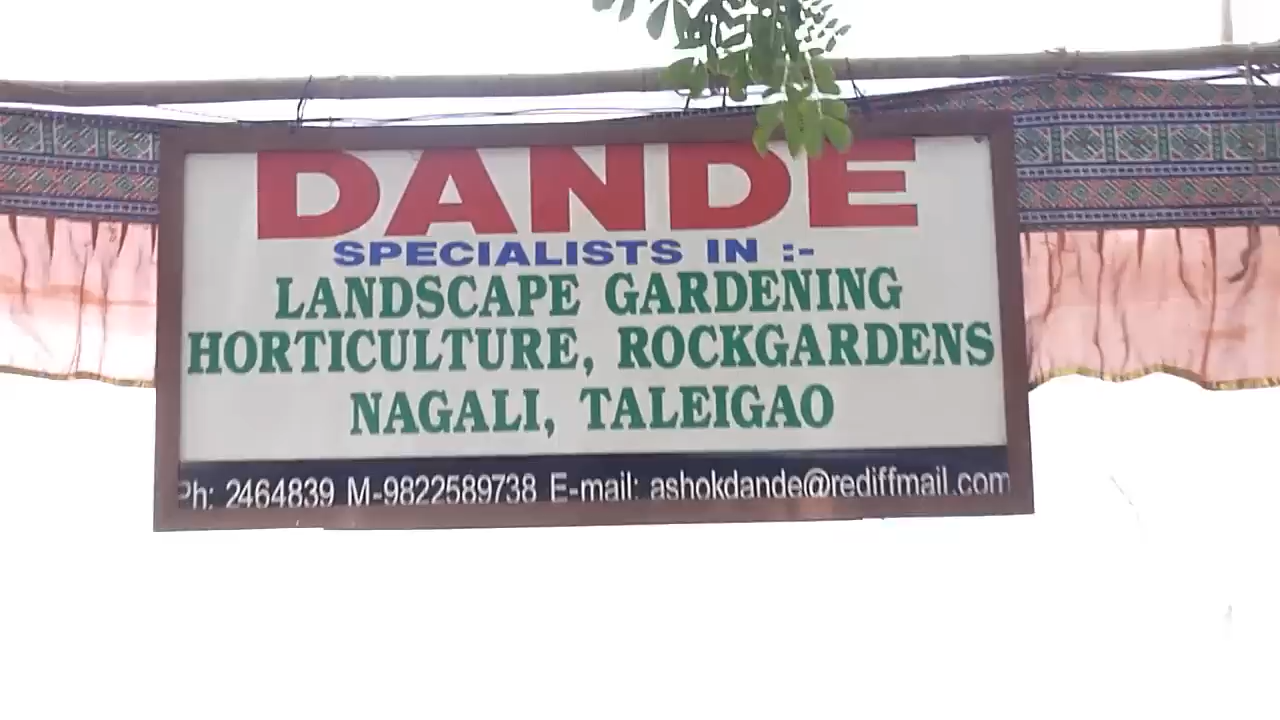 DANDE
SPECIALISTS IN :-
LANDSCAPE GARDENING
HORTICULTURE, ROCKGARDENS
NAGALI, TALEIGAO
Ph: 2464839 M-9822589738 E-mail: ashokdande@rediffmail.com